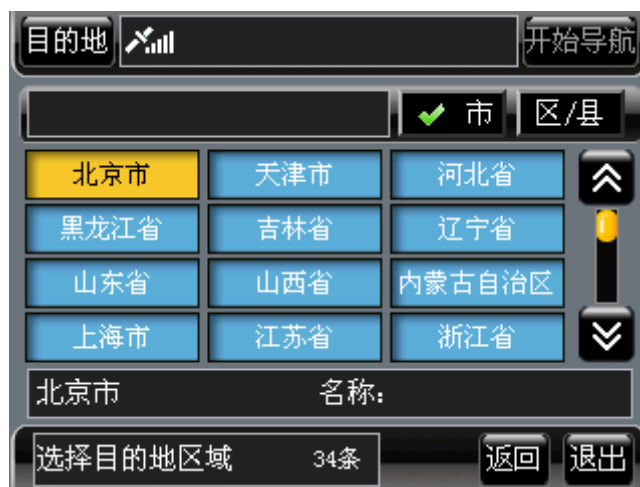 目的地 开始导航
市 区/县
北京市 天津市 河北省
黑龙江省 吉林省 辽宁省
山东省 山西省 内蒙古自治区
上海市 江苏省 浙江省
北京市 名称:
选择目的地区域 34条 返回 退出